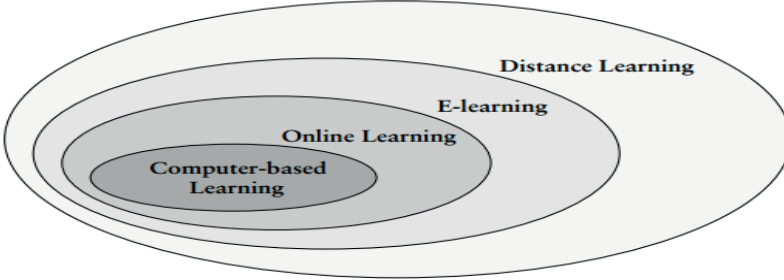 Distance Learning
E-learning
Online Learning
Computer-based
Learning